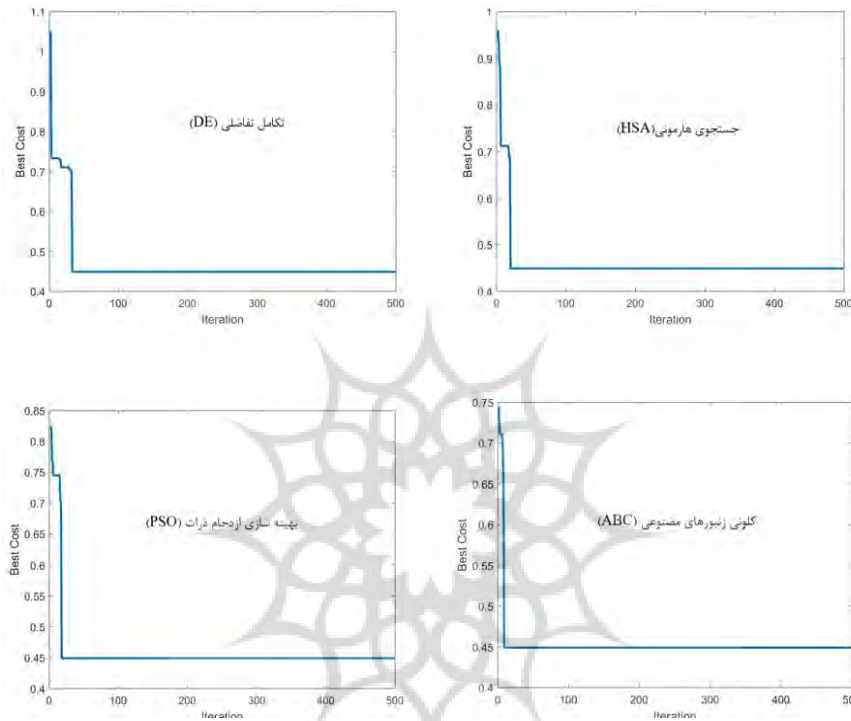 1.1
1
0.9
0.8
0.7
0.6
0.5
0.4
Best Cost
تکامل تفاضلی (DE)
0 100 200 300 400 500
Iteration
1
0.9
0.8
0.7
0.6
0.5
0.4
Best Cost
جستجوی هارمونی(HSA)
0 100 200 300 400 500
Iteration
0.85
0.8
0.75
0.7
0.65
0.6
0.55
0.5
0.45
0.4
Best Cost
بهینه سازی ازدحام ذرات (PSO)
0 100 200 300 400 500
Iteration
0.75
0.7
0.65
0.6
0.55
0.5
0.45
0.4
Best Cost
کلونی زنبورهای مصنوعی (ABC)
0 100 200 300 400 500
Iteration